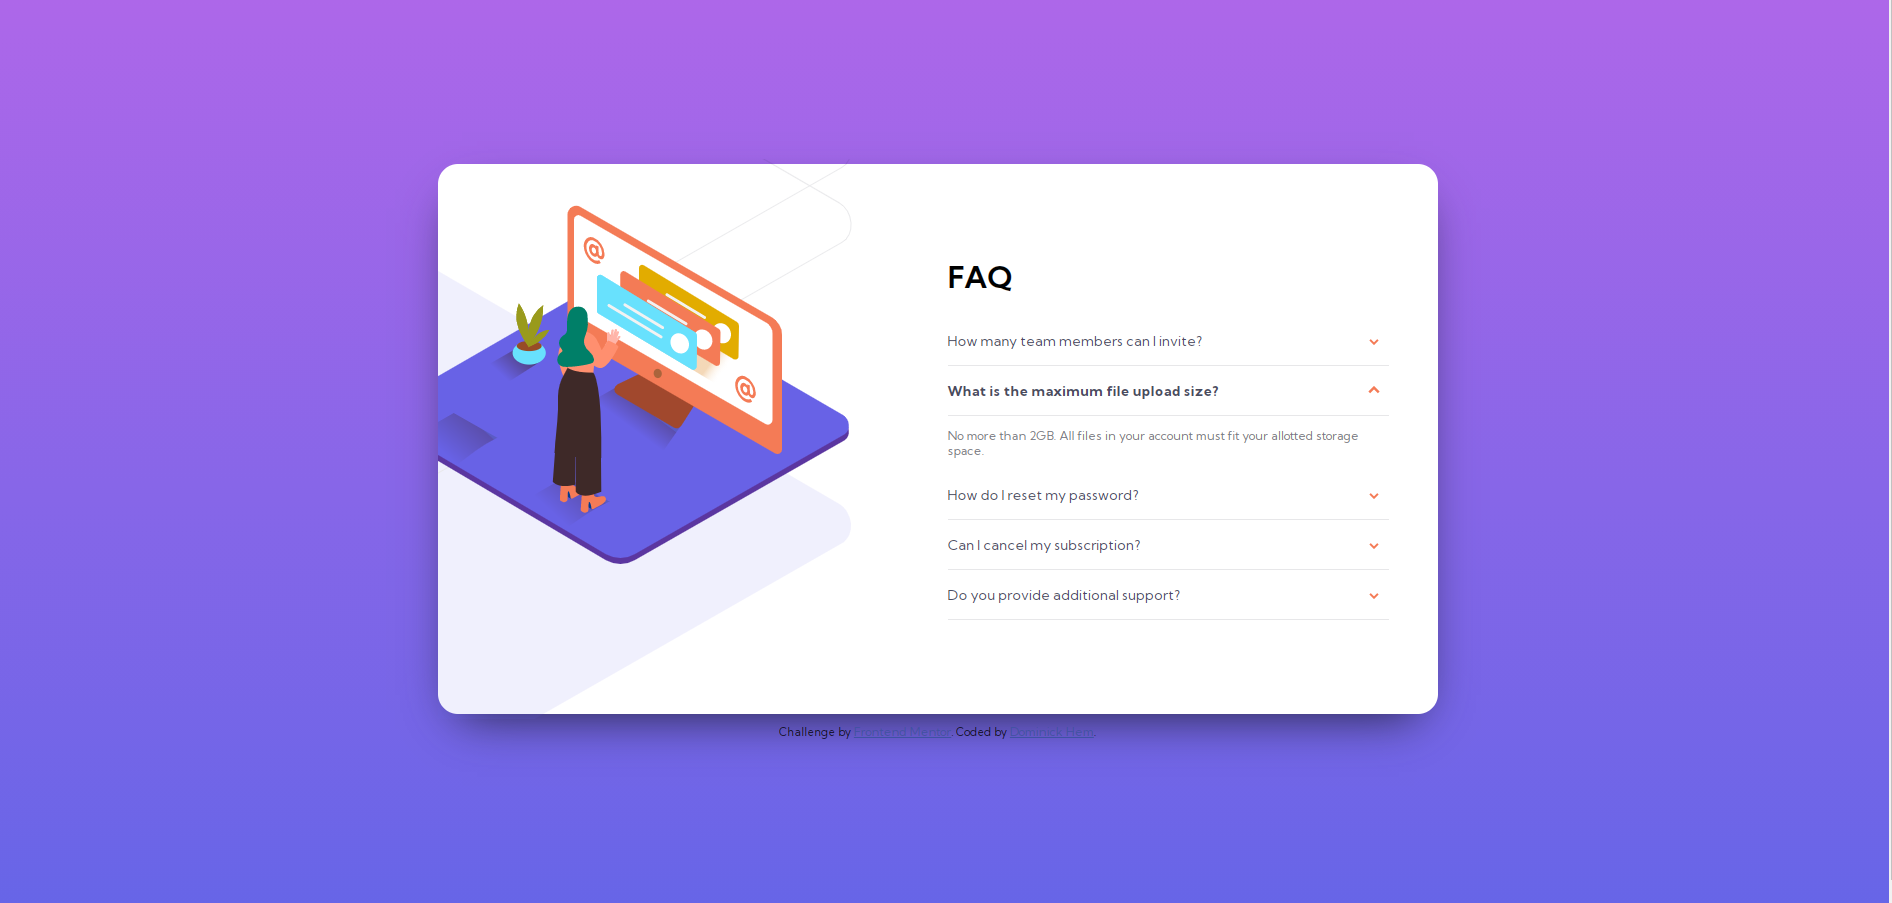 @
@
FAQ
How many team members can I invite?
What is the maximum file upload size?
No more than 2GB. All files in your account must fit your allotted storage
space.
How do I reset my password?
Can I cancel my subscription?
Do you provide additional support?
Challenge by Frontend Mentor. Coded by Dominick Hem.